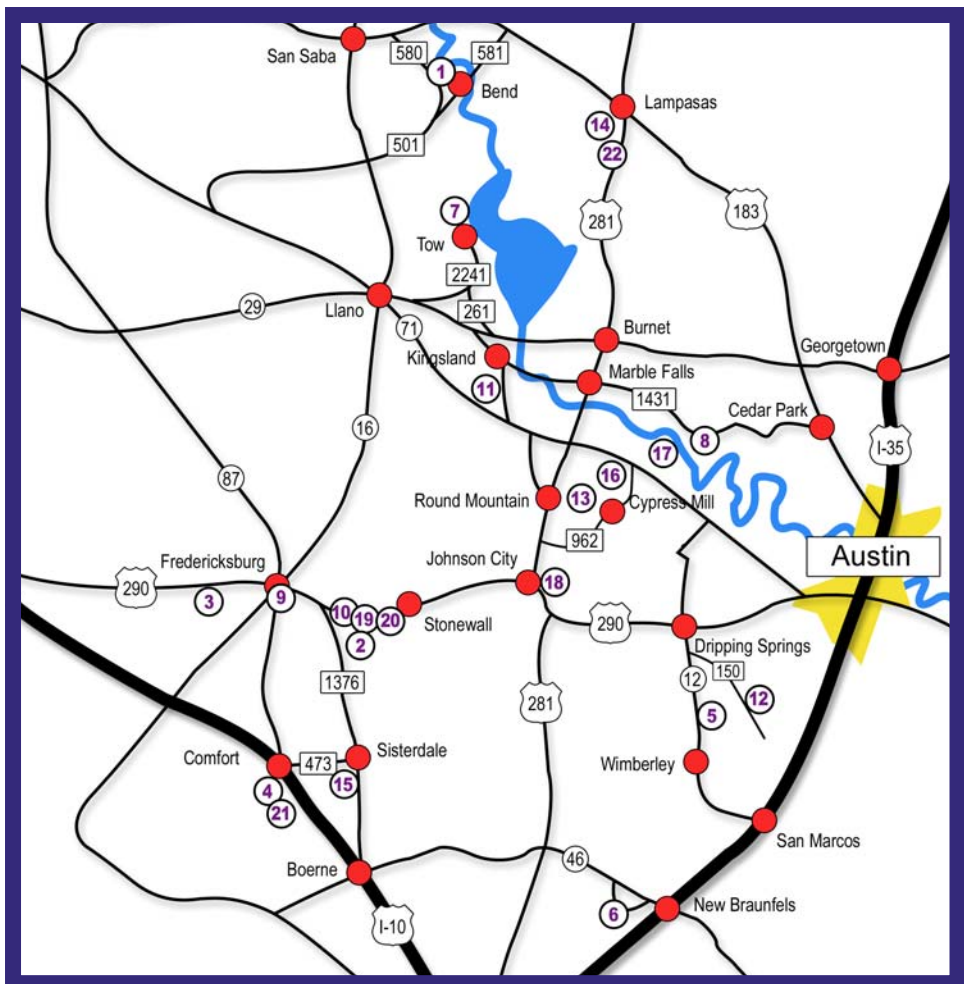 San Saba
580
581
1
Bend
Lampasas
14
22
501
7
183
281
Tow
2241
29
Llano
261
71
Burnet
Georgetown
Kingsland
Marble Falls
11
1431
Cedar Park
16
8
I-35
17
87
16
Round Mountain
13
Cypress Mill
962
Austin
Fredericksburg
Johnson City
290
3
9
18
10
19
20
Stonewall
2
290
Dripping Springs
1376
12
150
281
5
12
Comfort
473
Sisterdale
Wimberley
4
15
21
San Marcos
Boerne
46
6
New Braunfels
I-10